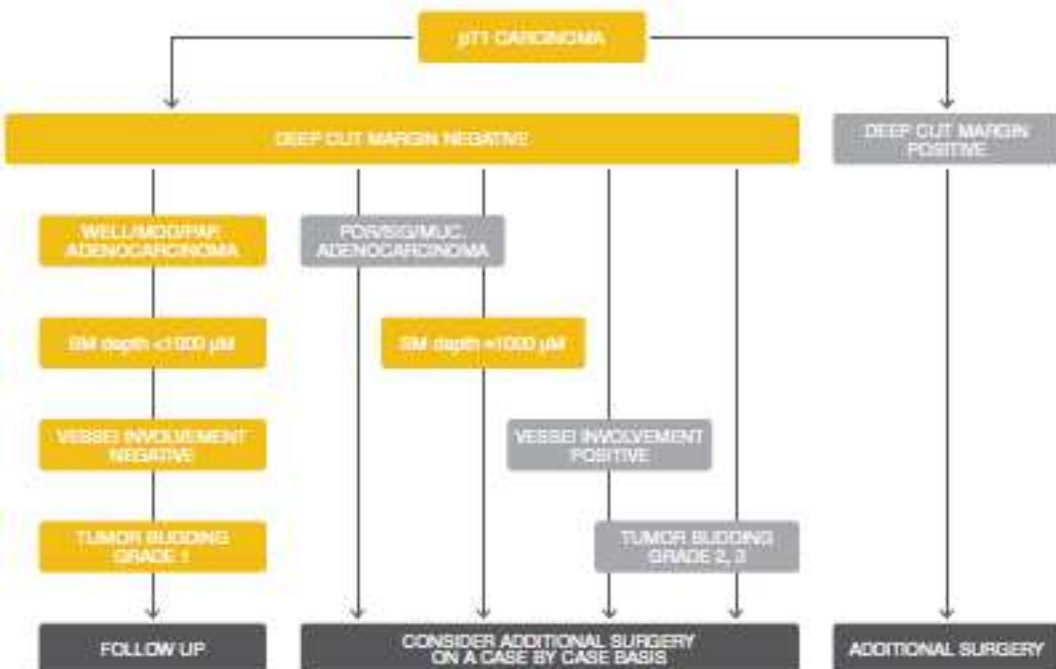 pT1 CARCINOMA
DEEP CUT MARGIN NEGATIVE
DEEP CUT MARGIN
POSITIVE
WELL/MOD/PAP.
ADENOCARCINOMA
POR/SIG/MUC.
ADENOCARCINOMA
SM depth <1000 µM
SM depth ≥1000 µM
VESSEl INVOLVEMENT
NEGATIVE
VESSEl INVOLVEMENT
POSITIVE
TUMOR BUDDING
GRADE 1
TUMOR BUDDING
GRADE 2, 3
FOLLOW UP
CONSIDER ADDITIONAL SURGERY
ON A CASE BY CASE BASIS
ADDITIONAL SURGERY